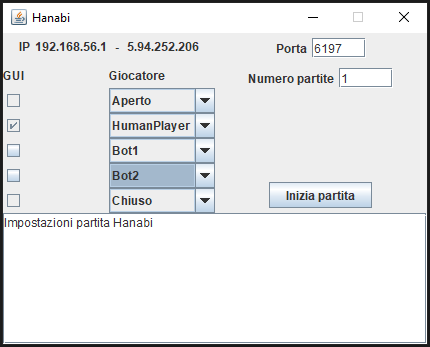 Hanabi
IP 192.168.56.1 - 5.94.252.206
Porta 6197
GUI Giocatore
Numero partite 1
Aperto
HumanPlayer
Bot1
Bot2
Chiuso
Inizia partita
Impostazioni partita Hanabi